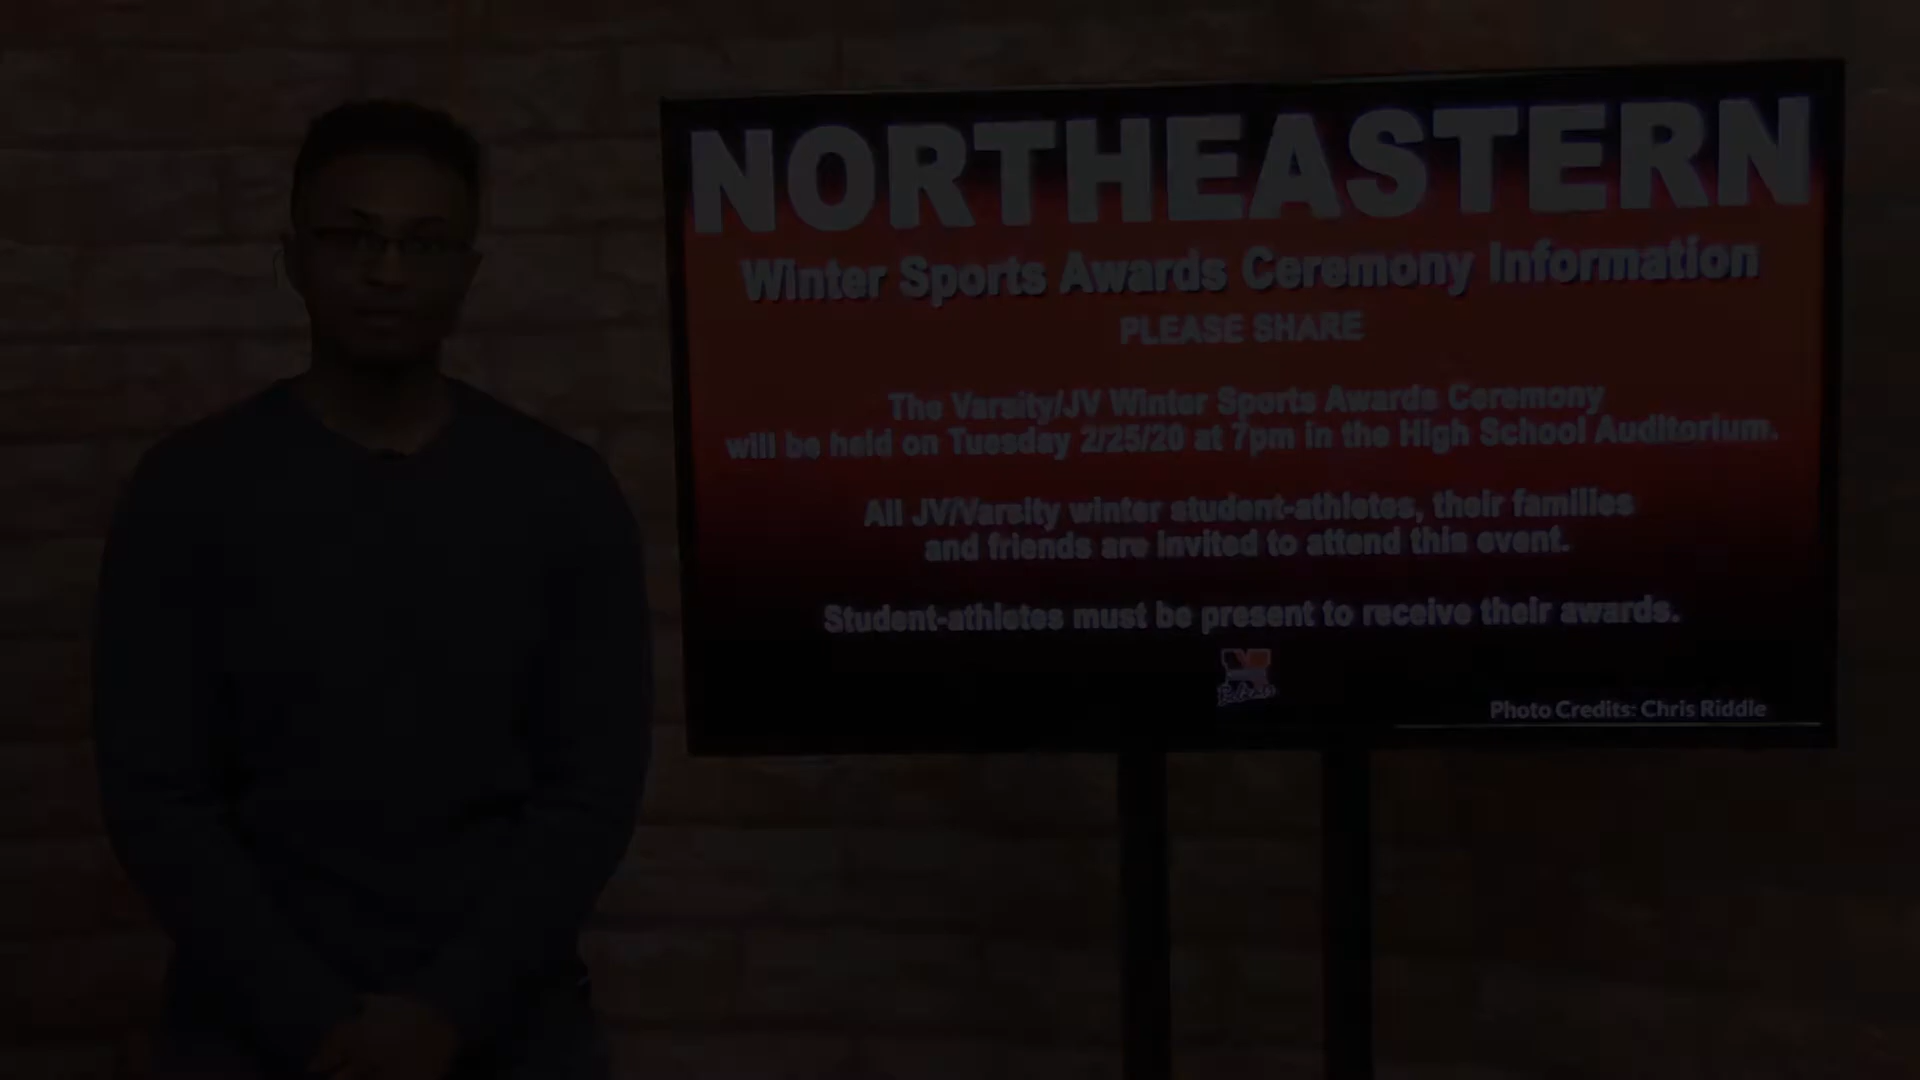 NORTHEASTERN
Winter Sports Awards Ceremony Information
PLEASE SHARE
The Varsity/JV Winter Sports Awards Ceremony
will be held on Tuesday 2/25/20 at 7pm in the High School Auditorium.
All JV/Varsity winter student-athletes, their families
and friends are invited to attend this event.
Student-athletes must be present to receive their awards.
Photo Credits: Chris Riddle